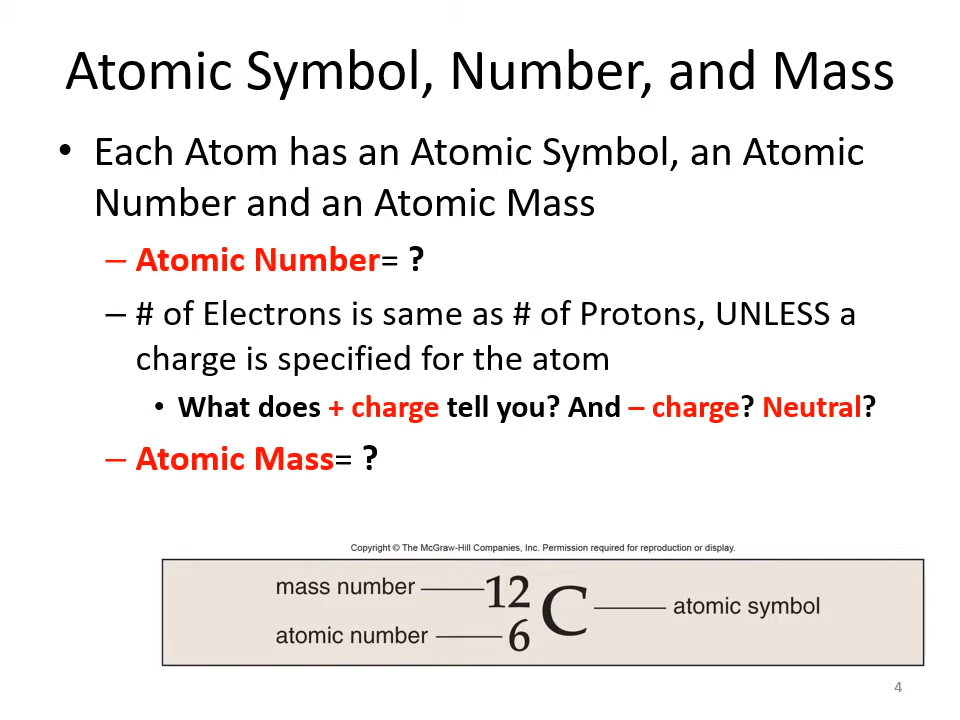 Atomic Symbol, Number, and Mass
• Each Atom has an Atomic Symbol, an Atomic
Number and an Atomic Mass
– Atomic Number= ?
– # of Electrons is same as # of Protons, UNLESS a
charge is specified for the atom
• What does + charge tell you? And – charge? Neutral?
– Atomic Mass= ?
Copyright © The McGraw-Hill Companies, Inc. Permission required for reproduction or display.
mass number 12 C atomic symbol
atomic number 6
4